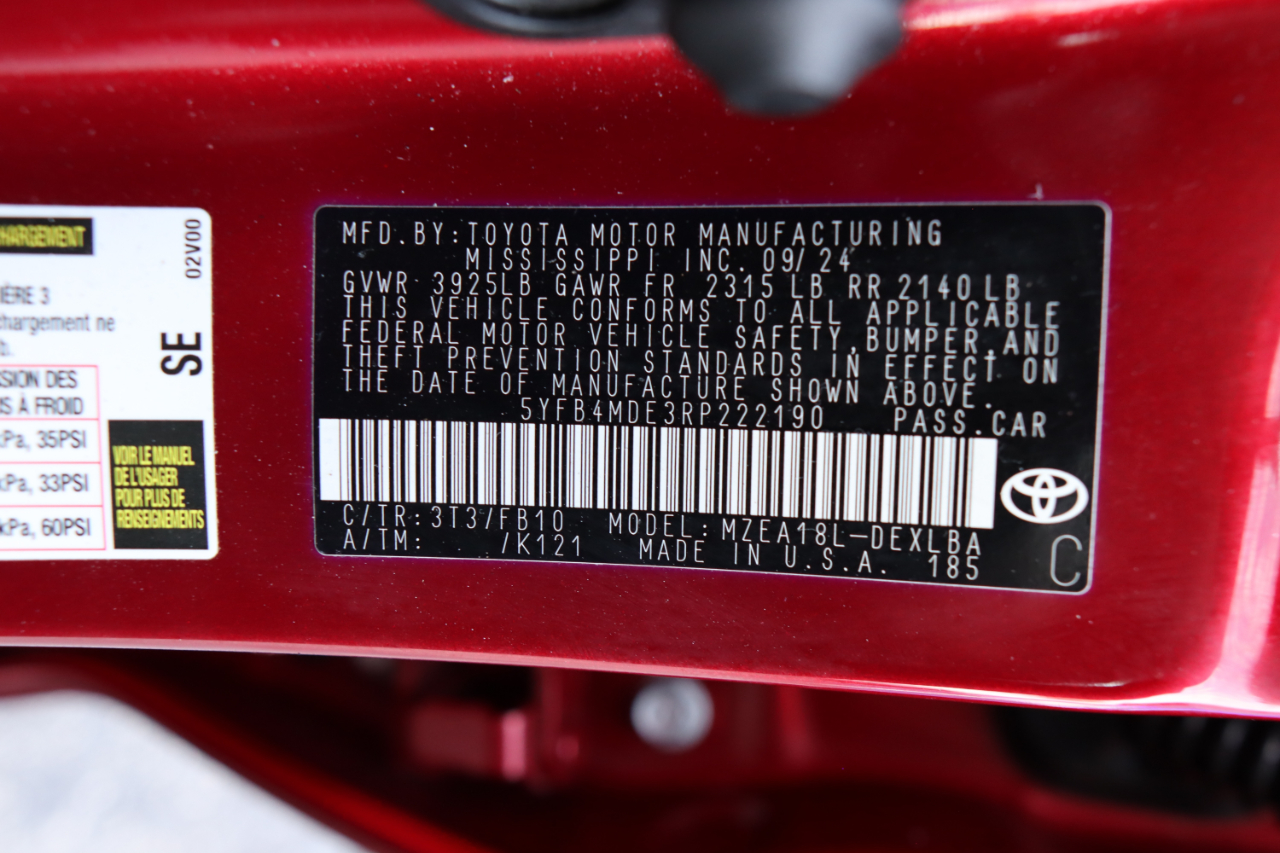 HARGEMENT
02V00
IÈRE 3
chargement ne
b.
SE
SSION DES
S À FROID
kPa, 35PSI
kPa, 33PSI
kPa, 60PSI
VOIR LE MANUEL
DE L'USAGER
POUR PLUS DE
RENSEIGNEMENTS
MFD.BY:TOYOTA MOTOR MANUFACTURING
MISSISSIPPI INC. 09/24
GVWR 3925LB GAWR FR 2315 LB RR 2140 LB
THIS VEHICLE CONFORMS TO ALL APPLICABLE
FEDERAL MOTOR VEHICLE SAFETY,BUMPER,AND
THEFT PREVENTION STANDARDS IN EFFECT ON
THE DATE OF MANUFACTURE SHOWN ABOVE.
5YFB4MDE3RP222190 PASS.CAR
C/TR:3T3/FB10 MODEL:MZEA18L-DEXLBA
A/TM: /K121 MADE IN U.S.A. 185
C